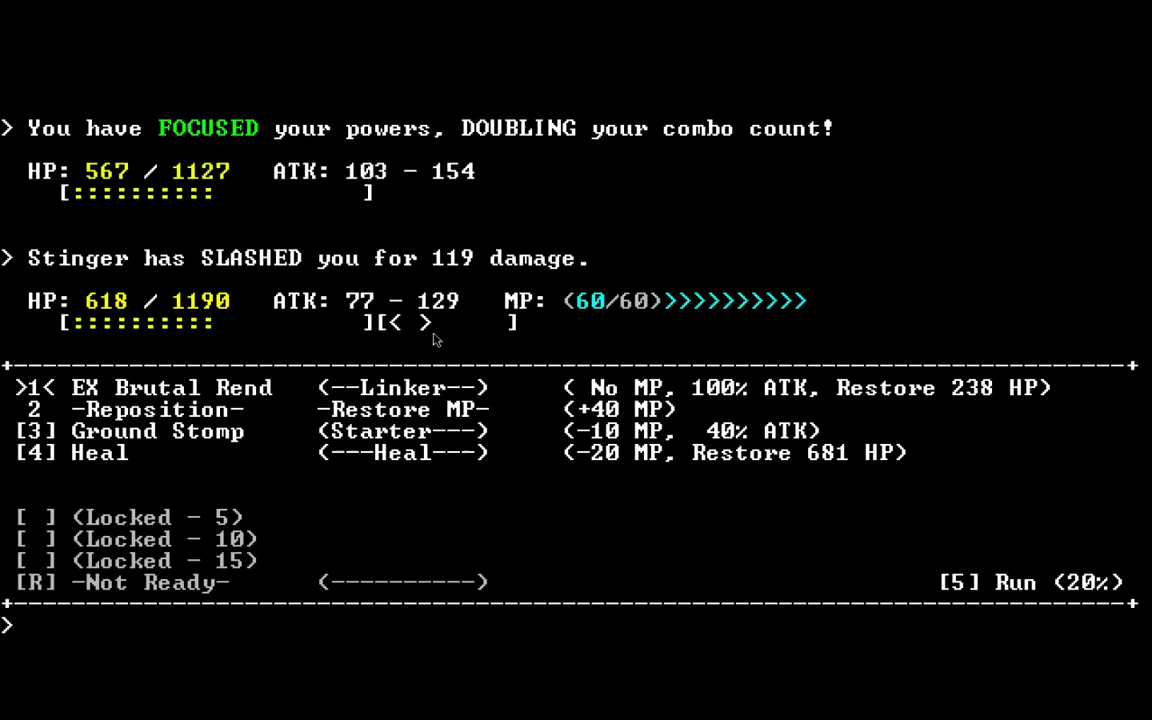 > You have FOCUSED your powers, DOUBLING your combo count!
HP: 567 / 1127   ATK: 103 - 154
[::::::::::          ]
> Stinger has SLASHED you for 119 damage.
HP: 618 / 1190   ATK: 77 - 129   MP: (60/60)>>>>>>>>>>
[::::::::::          ][< >     ]
+------------------------------------------------------------------------------+
>1< EX Brutal Rend   (--Linker--)     ( No MP, 100% ATK, Restore 238 HP)
2  -Reposition-     -Restore MP-     (+40 MP)
[3] Ground Stomp     (Starter---)     (-10 MP,  40% ATK)
[4] Heal             (---Heal---)     (-20 MP, Restore 681 HP)
[ ] (Locked - 5)
[ ] (Locked - 10)
[ ] (Locked - 15)
[R] -Not Ready-      (----------)                               [5] Run (20%)
+------------------------------------------------------------------------------+
>